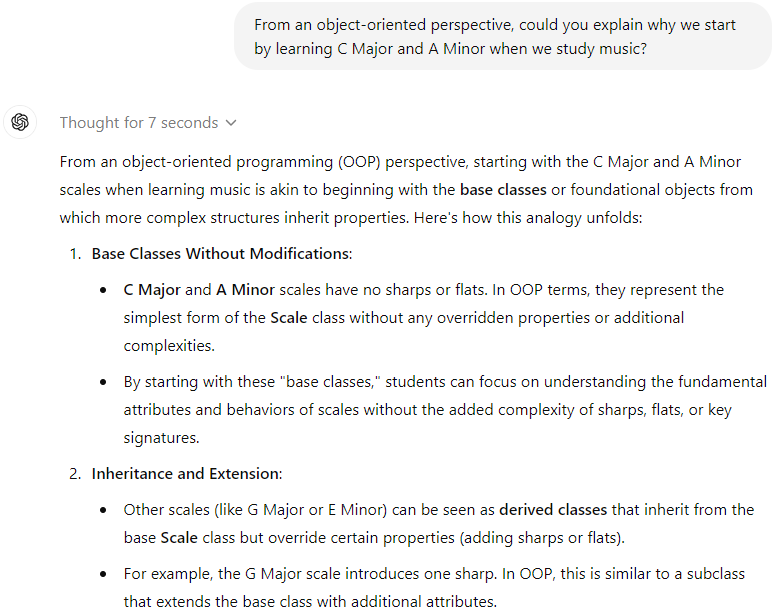 From an object-oriented perspective, could you explain why we start
by learning C Major and A Minor when we study music?
Thought for 7 seconds
From an object-oriented programming (OOP) perspective, starting with the C Major and A Minor
scales when learning music is akin to beginning with the base classes or foundational objects from
which more complex structures inherit properties. Here's how this analogy unfolds:
1. Base Classes Without Modifications:
• C Major and A Minor scales have no sharps or flats. In OOP terms, they represent the
simplest form of the Scale class without any overridden properties or additional
complexities.
• By starting with these "base classes," students can focus on understanding the fundamental
attributes and behaviors of scales without the added complexity of sharps, flats, or key
signatures.
2. Inheritance and Extension:
• Other scales (like G Major or E Minor) can be seen as derived classes that inherit from the
base Scale class but override certain properties (adding sharps or flats).
• For example, the G Major scale introduces one sharp. In OOP, this is similar to a subclass
that extends the base class with additional attributes.